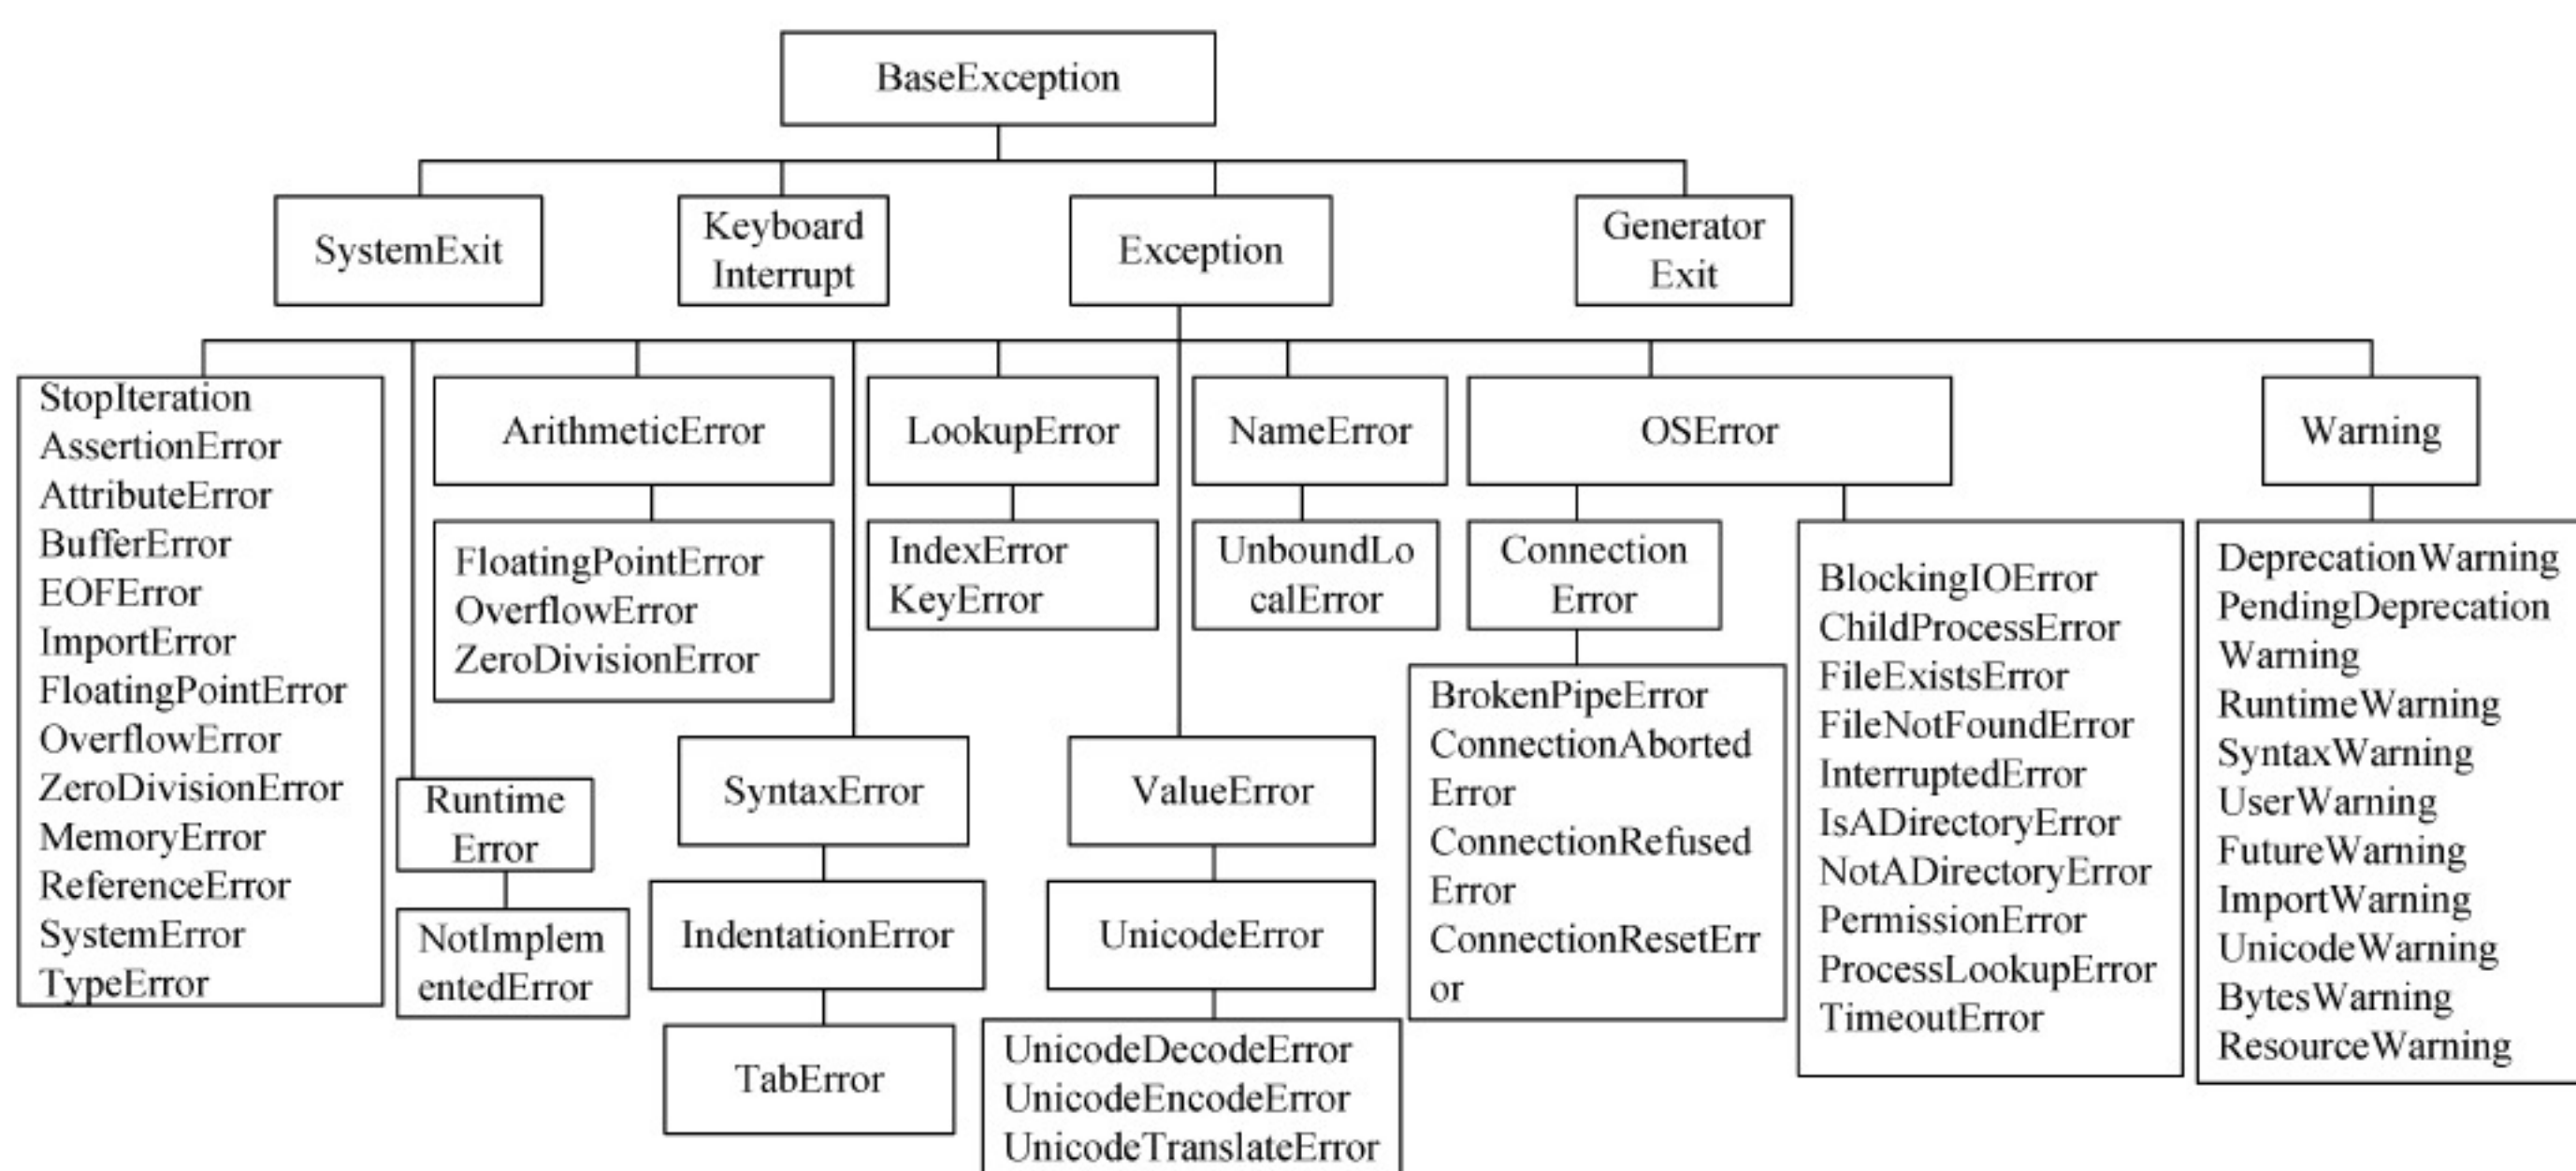 BaseException
SystemExit
Keyboard
Interrupt
Exception
Generator
Exit
StopIteration
AssertionError
AttributeError
BufferError
EOFError
ImportError
FloatingPointError
OverflowError
ZeroDivisionError
MemoryError
ReferenceError
SystemError
TypeError
Runtime
Error
NotImplem
entedError
ArithmeticError
FloatingPointError
OverflowError
ZeroDivisionError
SyntaxError
IndentationError
TabError
LookupError
IndexError
KeyError
ValueError
UnicodeError
UnicodeDecodeError
UnicodeEncodeError
UnicodeTranslateError
NameError
UnboundLo
calError
OSError
Connection
Error
BrokenPipeError
ConnectionAborted
Error
ConnectionRefused
Error
ConnectionResetErr
or
BlockingIOError
ChildProcessError
FileExistsError
FileNotFoundError
InterruptedError
IsADirectoryError
NotADirectoryError
PermissionError
ProcessLookupError
TimeoutError
Warning
DeprecationWarning
PendingDeprecation
Warning
RuntimeWarning
SyntaxWarning
UserWarning
FutureWarning
ImportWarning
UnicodeWarning
BytesWarning
ResourceWarning